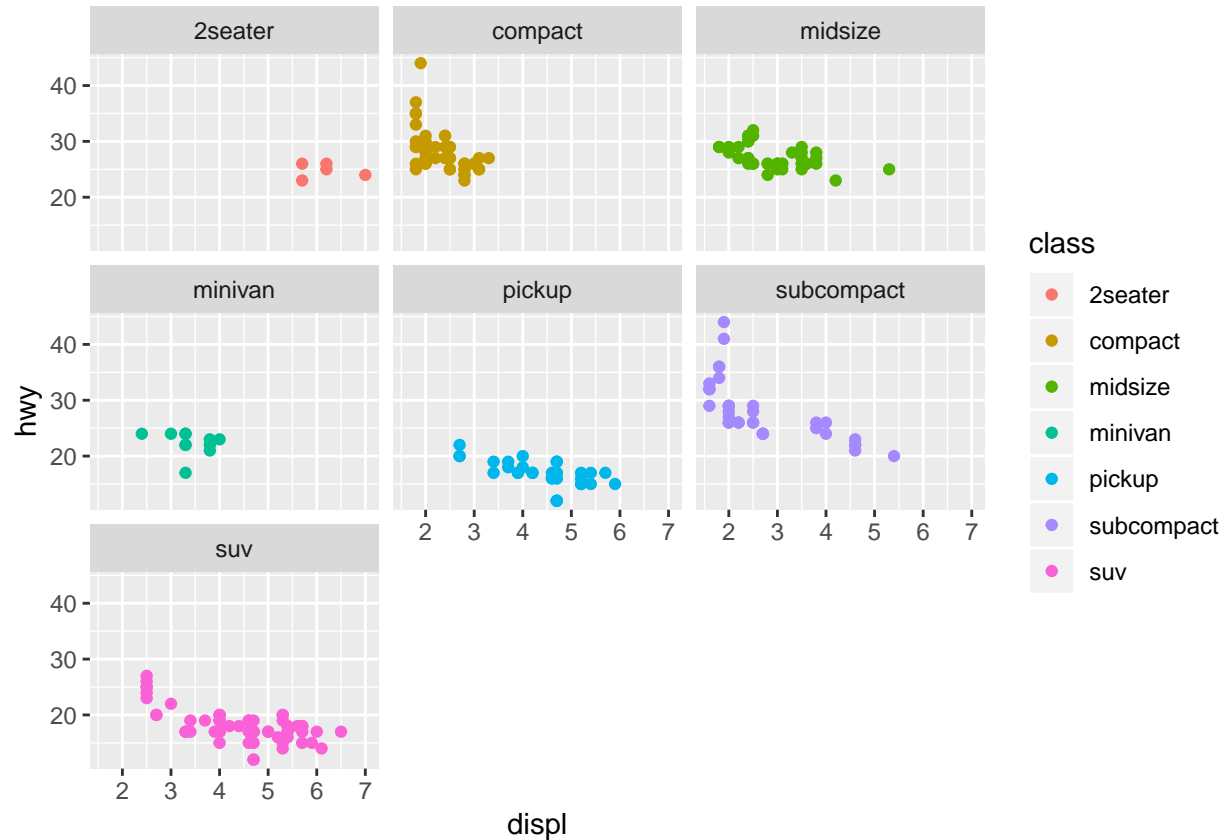 2seater
compact
midsize
40
30
20
class
2seater
compact
midsize
minivan
pickup
subcompact
suv
minivan
pickup
subcompact
hwy
40
30
20
2 3 4 5 6 7
2 3 4 5 6 7
suv
40
30
20
2 3 4 5 6 7
displ